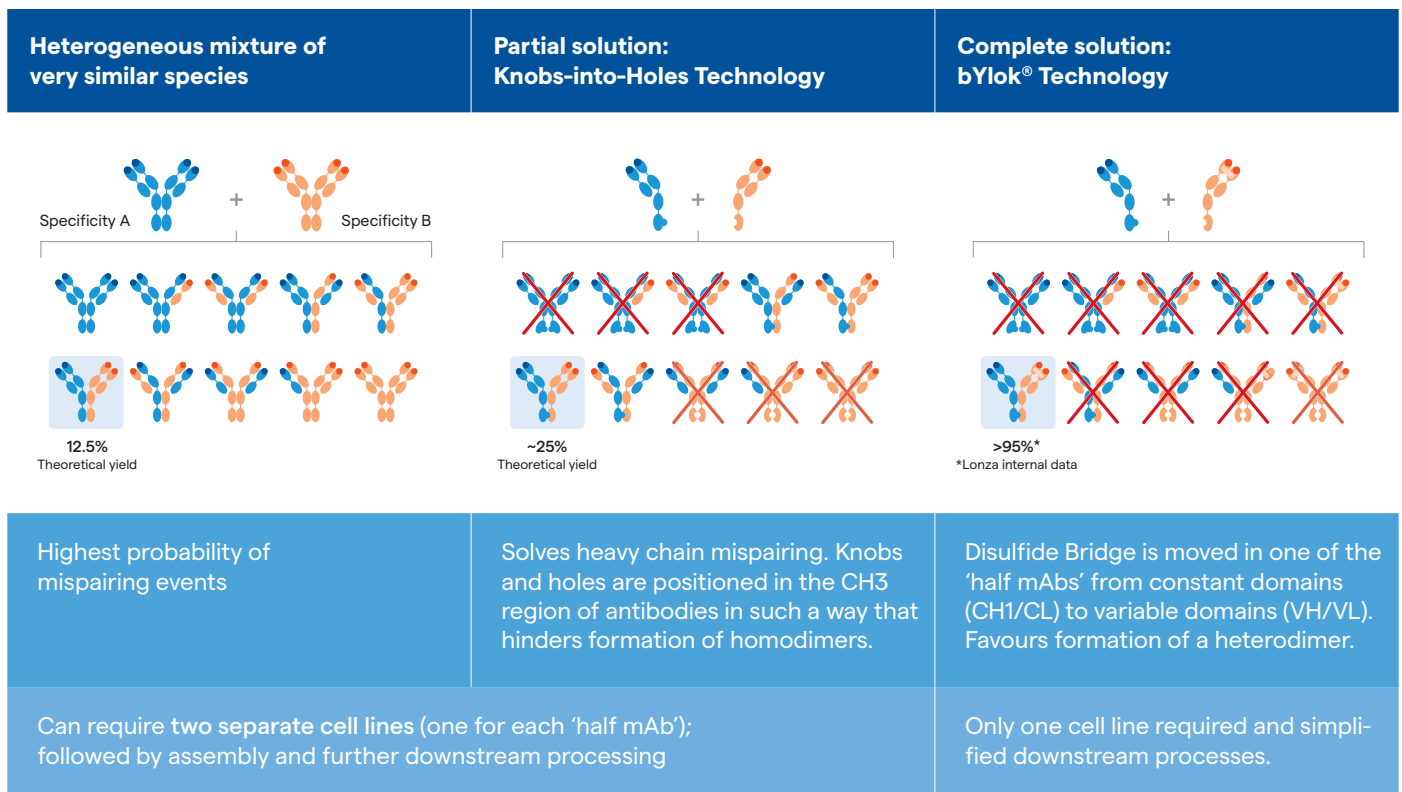 Heterogeneous mixture of
very similar species
Partial solution:
Knobs-into-Holes Technology
Complete solution:
bYlok® Technology
+
Specificity A
Specificity B
+
+
12.5%
Theoretical yield
~25%
Theoretical yield
>95%*
*Lonza internal data
Highest probability of
mispairing events
Solves heavy chain mispairing. Knobs
and holes are positioned in the CH3
region of antibodies in such a way that
hinders formation of homodimers.
Disulfide Bridge is moved in one of the
‘half mAbs’ from constant domains
(CH1/CL) to variable domains (VH/VL).
Favours formation of a heterodimer.
Can require two separate cell lines (one for each ‘half mAb’);
followed by assembly and further downstream processing
Only one cell line required and simpli-
fied downstream processes.